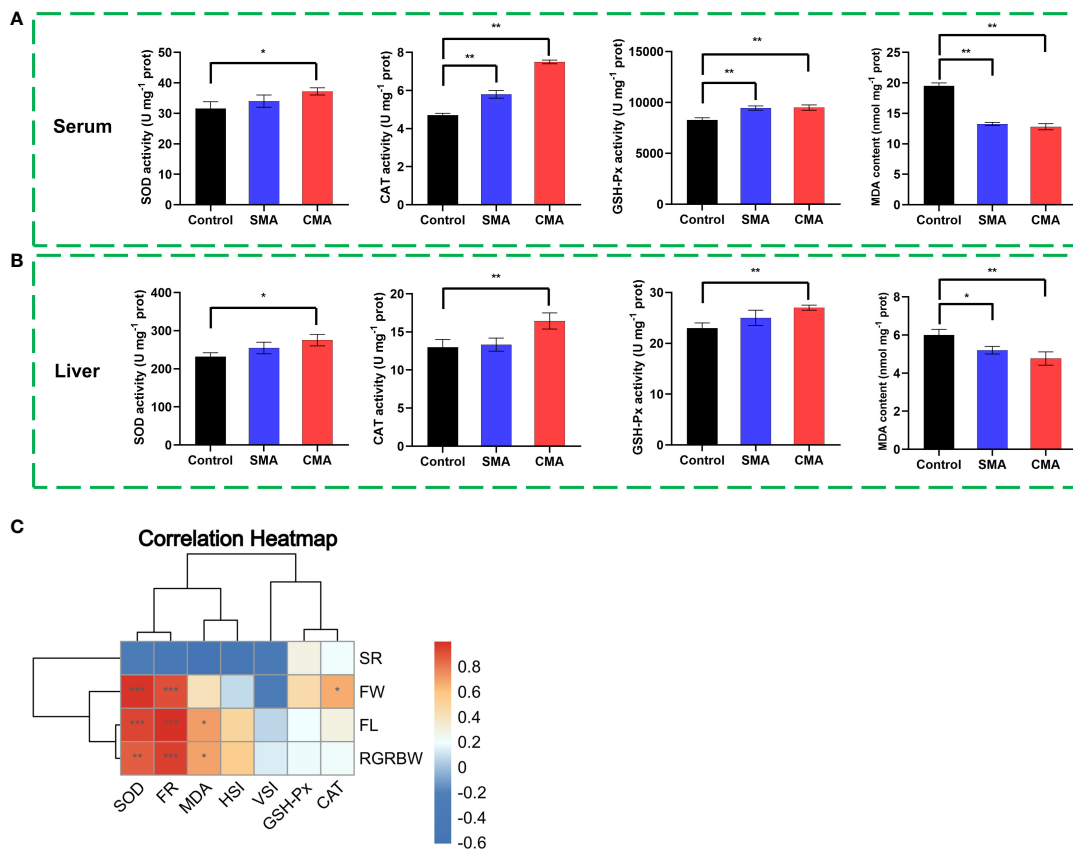 A
Serum
SOD activity (U mg⁻¹ prot)
50
40
30
20
10
0
*
Control SMA CMA
CAT activity (U mg⁻¹ prot)
8
6
4
2
0
**
**
Control SMA CMA
GSH-Px activity (U mg⁻¹ prot)
15000
10000
5000
0
**
**
Control SMA CMA
MDA content (nmol mg⁻¹ prot)
25
20
15
10
5
0
**
**
Control SMA CMA
B
Liver
SOD activity (U mg⁻¹ prot)
400
300
200
100
0
*
Control SMA CMA
CAT activity (U mg⁻¹ prot)
20
15
10
5
0
**
Control SMA CMA
GSH-Px activity (U mg⁻¹ prot)
30
20
10
0
**
Control SMA CMA
MDA content (nmol mg⁻¹ prot)
8
6
4
2
0
**
*
Control SMA CMA
C
Correlation Heatmap
SR
*** *** * FW
*** *** * FL
** *** * RGRBW
SOD FR MDA HSI VSI GSH-Px CAT
0.8
0.6
0.4
0.2
0
-0.2
-0.4
-0.6